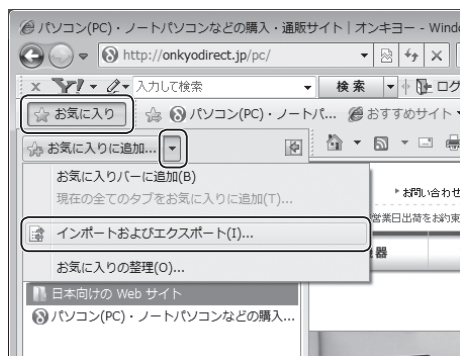 パソコン(PC)・ノートパソコンなどの購入・通販サイト | オンキヨー - Wind
http://onkyodirect.jp/pc/
入力して検索
検索
ログ
お気に入り
パソコン(PC)・ノートパ...
おすすめサイト
お気に入りに追加...
お気に入りバーに追加(B)
現在の全てのタブをお気に入りに追加(T)...
お問い合わせ
営業日出荷をお約束
インポートおよびエクスポート(I)...
器
お気に入りの整理(O)...
日本向けの Web サイト
パソコン(PC)・ノートパソコンなどの購入...